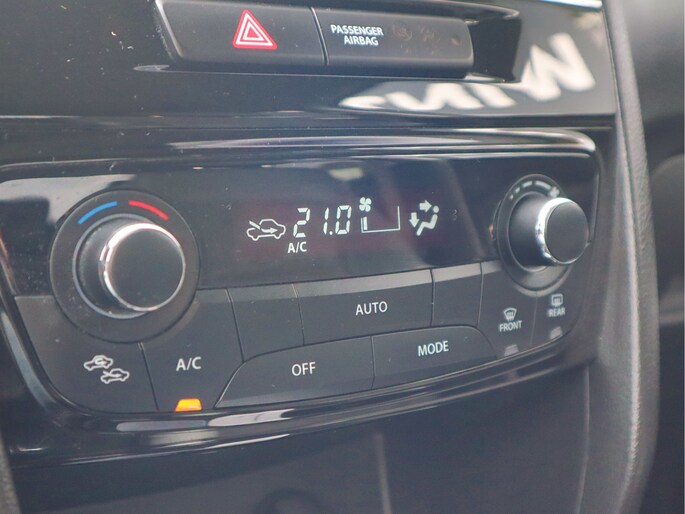 PASSENGER
AIRBAG
21.0
A/C
AUTO
FRONT
REAR
A/C
OFF
MODE